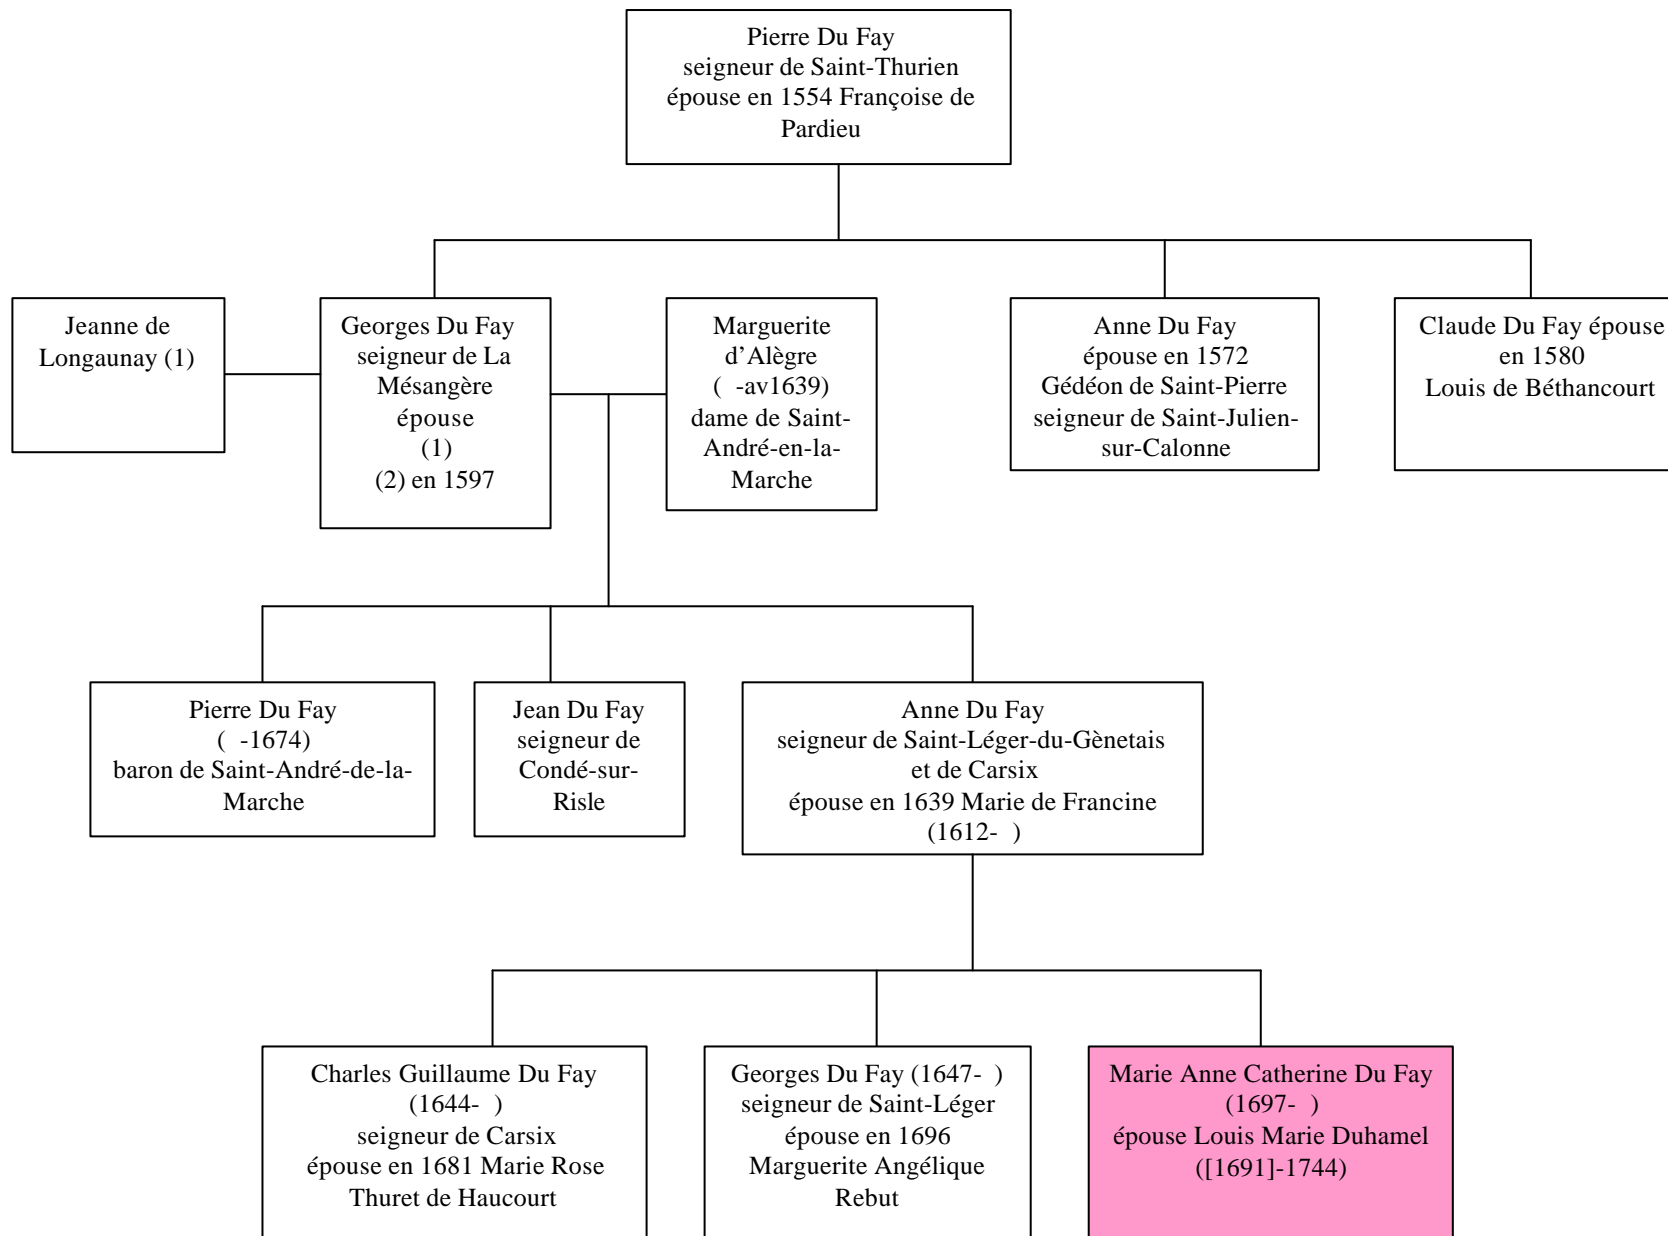 Pierre Du Fay
seigneur de Saint-Thurien
épouse en 1554 Françoise de
Pardieu
Jeanne de
Longaunay (1)
Georges Du Fay
seigneur de La
Mésangère
épouse
(1)
(2) en 1597
Marguerite
d’Alègre
( -av1639)
dame de Saint-
André-en-la-
Marche
Anne Du Fay
épouse en 1572
Gédéon de Saint-Pierre
seigneur de Saint-Julien-
sur-Calonne
Claude Du Fay épouse
en 1580
Louis de Béthancourt
Pierre Du Fay
( -1674)
baron de Saint-André-de-la-
Marche
Jean Du Fay
seigneur de
Condé-sur-
Risle
Anne Du Fay
seigneur de Saint-Léger-du-Gènetais
et de Carsix
épouse en 1639 Marie de Francine
(1612- )
Charles Guillaume Du Fay
(1644- )
seigneur de Carsix
épouse en 1681 Marie Rose
Thuret de Haucourt
Georges Du Fay (1647- )
seigneur de Saint-Léger
épouse en 1696
Marguerite Angélique
Rebut
Marie Anne Catherine Du Fay
(1697- )
épouse Louis Marie Duhamel
([1691]-1744)